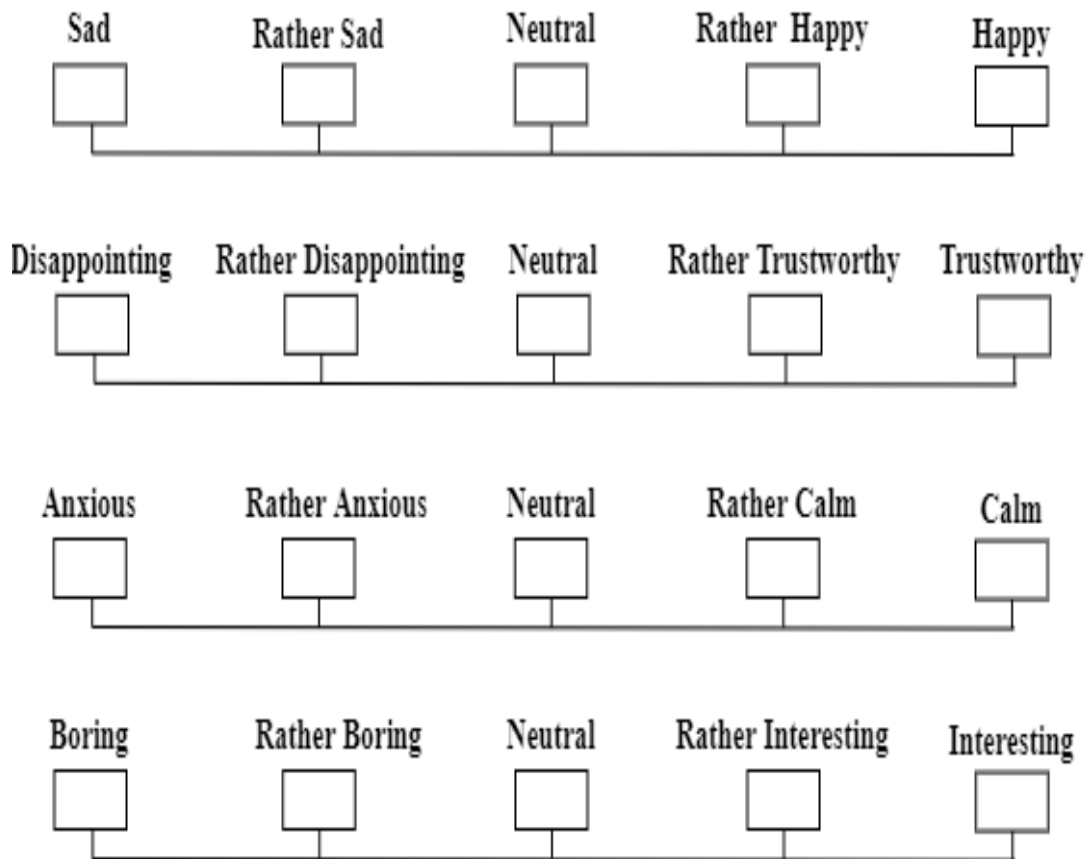 Sad Rather Sad Neutral Rather Happy Happy
Disappointing Rather Disappointing Neutral Rather Trustworthy Trustworthy
Anxious Rather Anxious Neutral Rather Calm Calm
Boring Rather Boring Neutral Rather Interesting Interesting